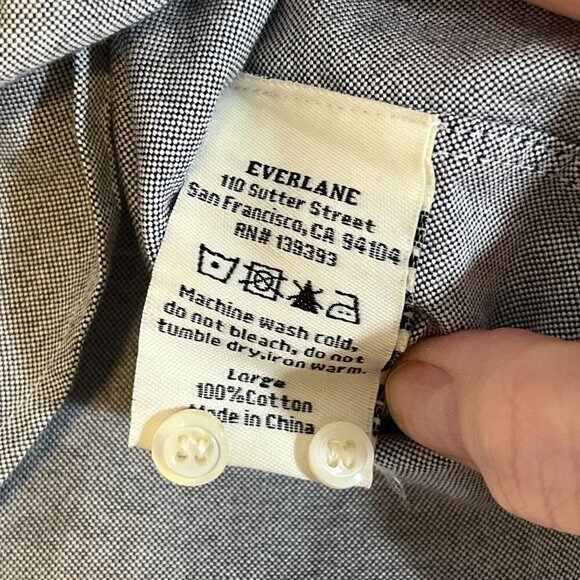 EVERLANE
110 Sutter Street
San Francisco,CA 94104
RN# 139393
Machine wash cold,
do not bleach, do not
tumble dry,iron warm.
Large
100%Cotton
Made in China